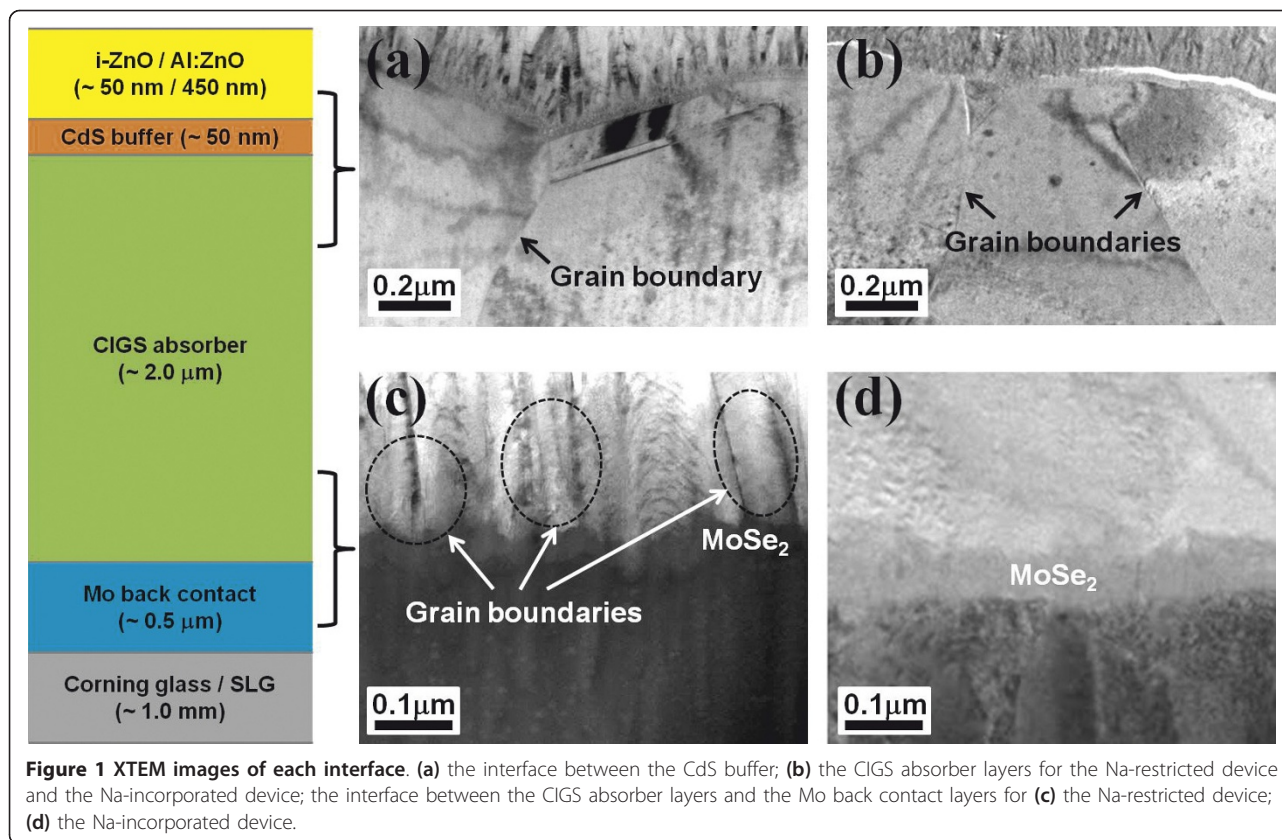 i-ZnO / Al:ZnO
(~ 50 nm / 450 nm)
CdS buffer (~ 50 nm)
CIGS absorber
(~ 2.0 μm)
Mo back contact
(~ 0.5 μm)
Corning glass / SLG
(~ 1.0 mm)
(a)
Grain boundary
0.2μm
(b)
Grain boundaries
0.2μm
(c)
MoSe₂
Grain boundaries
0.1μm
(d)
MoSe₂
0.1μm
Figure 1 XTEM images of each interface. (a) the interface between the CdS buffer; (b) the CIGS absorber layers for the Na-restricted device
and the Na-incorporated device; the interface between the CIGS absorber layers and the Mo back contact layers for (c) the Na-restricted device;
(d) the Na-incorporated device.